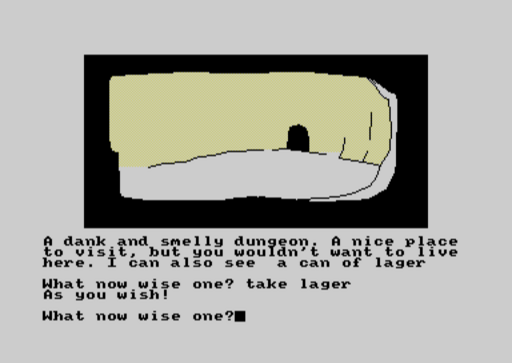 A dank and smelly dungeon. A nice place
to visit, but you wouldn't want to live
here. I can also see a can of lager
What now wise one? take lager
As you wish!
What now wise one?